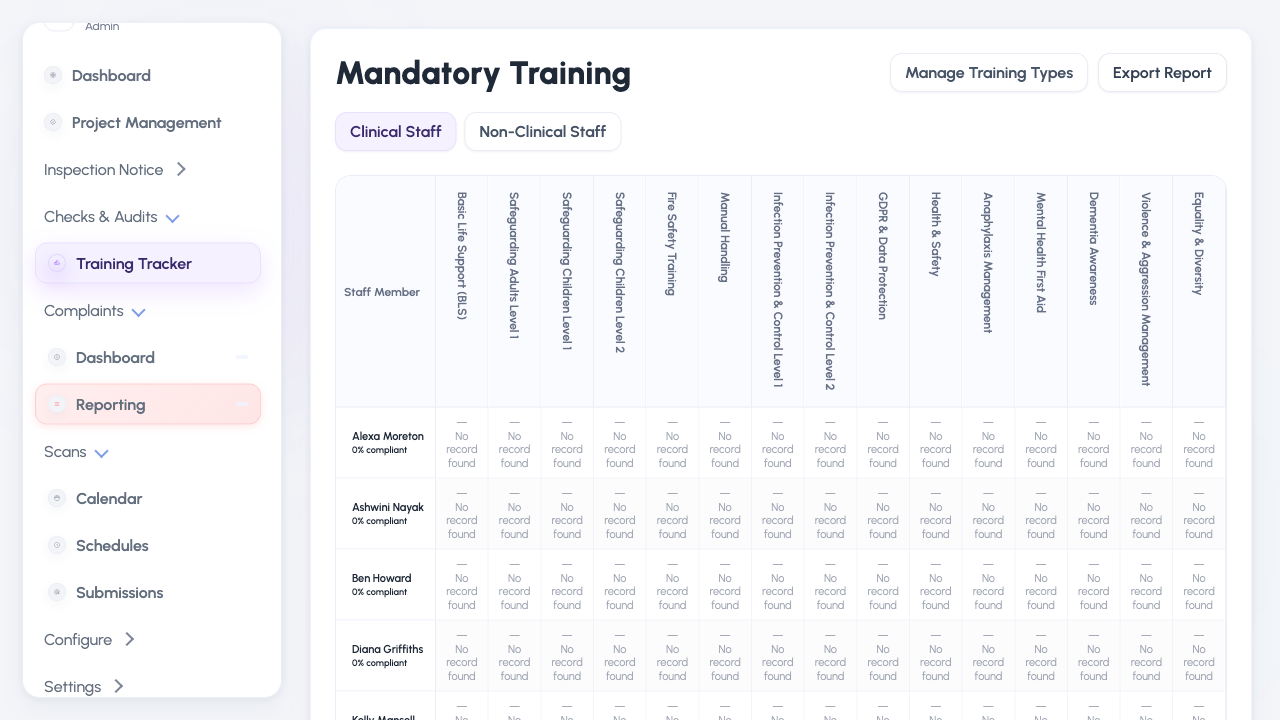 Admin
Dashboard
Project Management
Inspection Notice
Checks & Audits
Training Tracker
Complaints
Dashboard
Reporting
Scans
Calendar
Schedules
Submissions
Configure
Settings
Mandatory Training
Manage Training Types
Export Report
Clinical Staff
Non-Clinical Staff
Staff Member
Basic Life Support (BLS)
Safeguarding Adults Level 1
Safeguarding Children Level 1
Safeguarding Children Level 2
Fire Safety Training
Manual Handling
Infection Prevention & Control Level 1
Infection Prevention & Control Level 2
GDPR & Data Protection
Health & Safety
Anaphylaxis Management
Mental Health First Aid
Dementia Awareness
Violence & Aggression Management
Equality & Diversity
— — — — — — — — — — — — — — —
Alexa Moreton No No No No No No No No No No No No No No No
0% compliant record record record record record record record record record record record record record record record
found found found found found found found found found found found found found found found
— — — — — — — — — — — — — — —
Ashwini Nayak No No No No No No No No No No No No No No No
0% compliant record record record record record record record record record record record record record record record
found found found found found found found found found found found found found found found
— — — — — — — — — — — — — — —
Ben Howard No No No No No No No No No No No No No No No
0% compliant record record record record record record record record record record record record record record record
found found found found found found found found found found found found found found found
— — — — — — — — — — — — — — —
Diana Griffiths No No No No No No No No No No No No No No No
0% compliant record record record record record record record record record record record record record record record
found found found found found found found found found found found found found found found
— — — — — — — — — — — — — — —
Kelly Mansell No No No No No No No No No No No No No No No